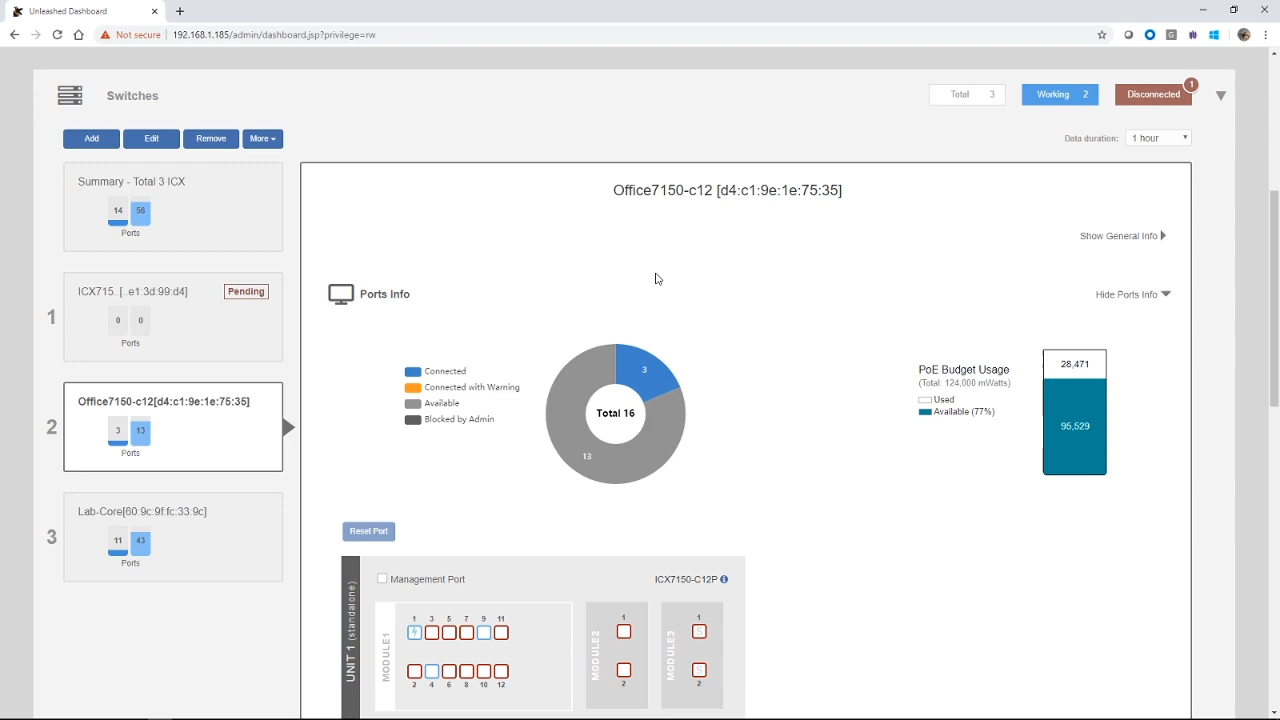 Unleashed Dashboard
Not secure
192.168.1.185/admin/dashboard.jsp?privilege=rw
Switches
Total 3
Working 2
Disconnected
1
Add
Edit
Remove
More
Data duration:
1 hour
Summary - Total 3 ICX
14 56
Ports
1
ICX715. [..e1:3d:99:d4]
Pending
0 0
Ports
2
Office7150-c12[d4:c1:9e:1e:75:35]
3 13
Ports
3
Lab-Core[60:9c:9f:fc:33:9c]
11 43
Ports
Office7150-c12 [d4:c1:9e:1e:75:35]
Show General Info
Ports Info
Hide Ports Info
Connected
Connected with Warning
Available
Blocked by Admin
3
Total 16
13
PoE Budget Usage
(Total: 124,000 mWatts)
Used
Available (77%)
28,471
95,529
Reset Port
UNIT 1 (standalone)
Management Port
ICX7150-C12P
MODULE1
1 3 5 7 9 11
2 4 6 8 10 12
MODULE2
1
2
MODULE3
1
S
S
2